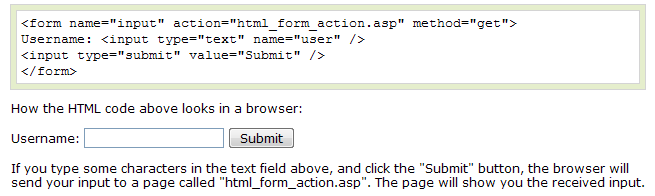 <form name="input" action="html_form_action.asp" method="get">
Username: <input type="text" name="user" />
<input type="submit" value="Submit" />
</form>
How the HTML code above looks in a browser:
Username: Submit
If you type some characters in the text field above, and click the "Submit" button, the browser will
send your input to a page called "html_form_action.asp". The page will show you the received input.